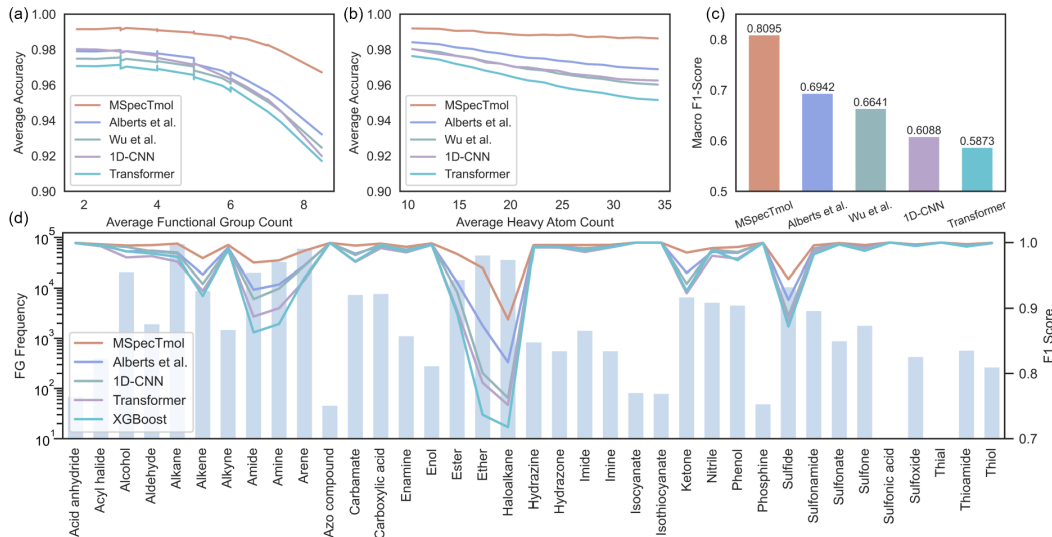 (a)
1.00
0.98
0.96
0.94
0.92
0.90
Average Accuracy
MSpecTmol
Alberts et al.
Wu et al.
1D-CNN
Transformer
2
4
6
8
Average Functional Group Count
(b)
1.00
0.98
0.96
0.94
0.92
0.90
Average Accuracy
MSpecTmol
Alberts et al.
Wu et al.
1D-CNN
Transformer
10
15
20
25
30
35
Average Heavy Atom Count
(c)
0.8
0.7
0.6
0.5
Macro F1-Score
0.8095
0.6942
0.6641
0.6088
0.5873
MSpecTmol
Alberts et al.
Wu et al.
1D-CNN
Transformer
(d)
10⁵
10⁴
10³
10²
10¹
FG Frequency
MSpecTmol
Alberts et al.
1D-CNN
Transformer
XGBoost
1.0
0.9
0.8
0.7
F1 Score
Acid anhydride
Acyl halide
Alcohol
Aldehyde
Alkane
Alkene
Alkyne
Amide
Amine
Arene
Azo compound
Carbamate
Carboxylic acid
Enamine
Enol
Ester
Ether
Haloalkane
Hydrazine
Hydrazone
Imide
Imine
Isocyanate
Isothiocyanate
Ketone
Nitrile
Phenol
Phosphine
Sulfide
Sulfonamide
Sulfonate
Sulfone
Sulfonic acid
Sulfoxide
Thial
Thioamide
Thiol